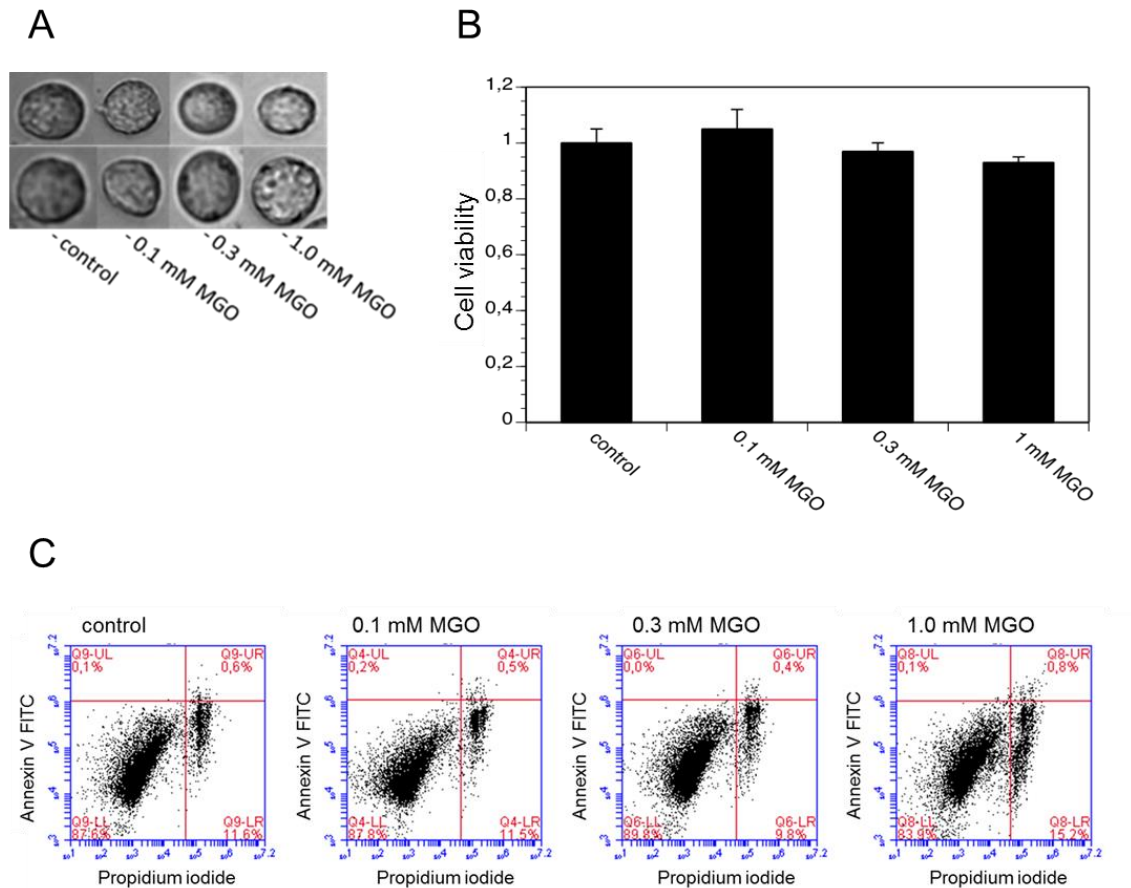 A
- control
- 0.1 mM MGO
- 0.3 mM MGO
- 1.0 mM MGO
B
Cell viability
1,2
1
0,8
0,6
0,4
0,2
0
control
0.1 mM MGO
0.3 mM MGO
1 mM MGO
C
control
Q9-UL
0,1%
Q9-UR
0,6%
Q9-LL
87.6%
Q9-LR
11.6%
Annexin V FITC
Propidium iodide
0.1 mM MGO
Q4-UL
0,2%
Q4-UR
0,5%
Q4-LL
87.8%
Q4-LR
11.5%
Annexin V FITC
Propidium iodide
0.3 mM MGO
Q6-UL
0,0%
Q6-UR
0,4%
Q6-LL
89.8%
Q6-LR
9.8%
Annexin V FITC
Propidium iodide
1.0 mM MGO
Q8-UL
0,1%
Q8-UR
0,8%
Q8-LL
83.9%
Q8-LR
15.2%
Annexin V FITC
Propidium iodide